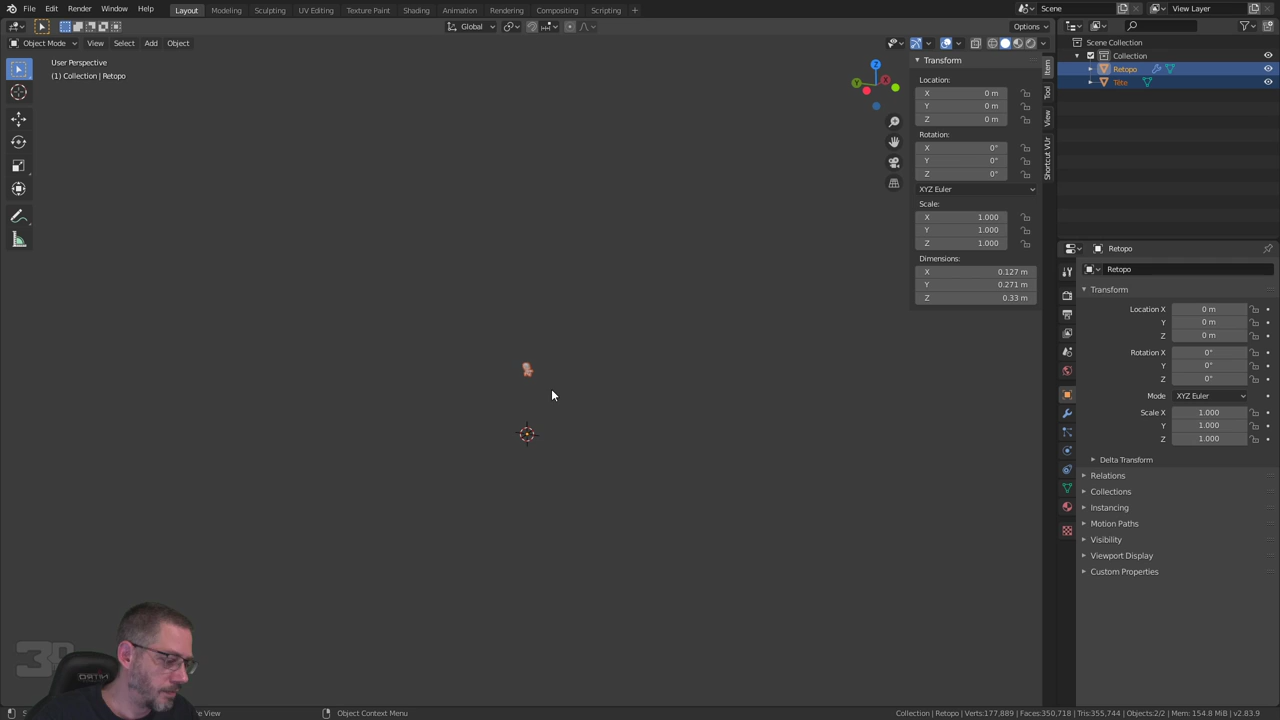 File Edit Render Window Help Layout Modeling Sculpting UV Editing Texture Paint Shading Animation Rendering Compositing Scripting + Scene View Layer
Global Options
Object Mode View Select Add Object
User Perspective
(1) Collection | Retopo
Z
Y
X
Transform
Location:
X 0 m
Y 0 m
Z 0 m
Rotation:
X 0°
Y 0°
Z 0°
XYZ Euler
Scale:
X 1.000
Y 1.000
Z 1.000
Dimensions:
X 0.127 m
Y 0.271 m
Z 0.33 m
Item
Tool
View
Shortcut VUr
Scene Collection
Collection
Retopo
Tête
Retopo
Retopo
Transform
Location X 0 m
Y 0 m
Z 0 m
Rotation X 0°
Y 0°
Z 0°
Mode XYZ Euler
Scale X 1.000
Y 1.000
Z 1.000
Delta Transform
Relations
Collections
Instancing
Motion Paths
Visibility
Viewport Display
Custom Properties
View Object Context Menu Collection | Retopo | Verts:177,889 | Faces:350,718 | Tris:355,744 | Objects:2/2 | Mem: 154.8 MiB | v2.83.9